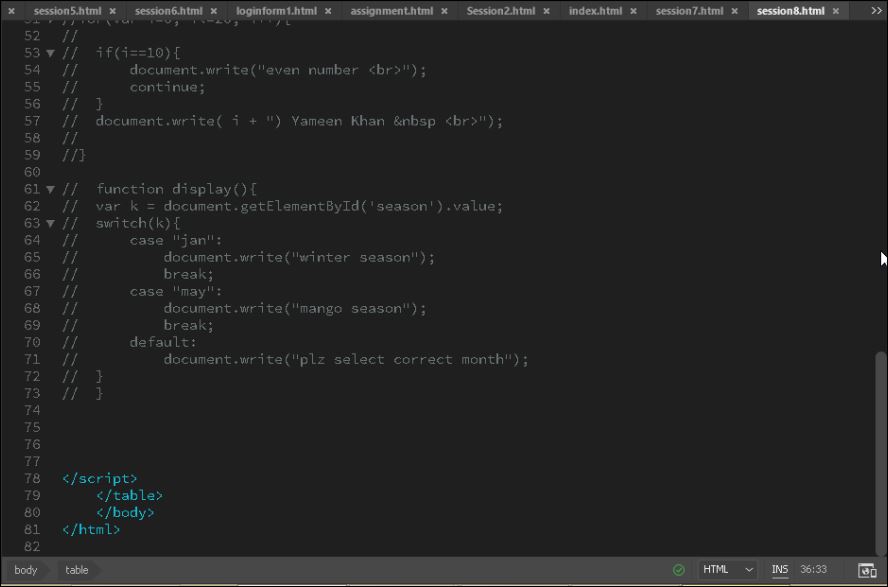 session5.html × session6.html × loginform1.html × assignment.html × Session2.html × index.html × session7.html × session8.html ×
51 //for(var i=0; i<=20; i++){
52 //
53 // if(i==10){
54 // document.write("even number <br>");
55 // continue;
56 // }
57 // document.write( i + ") Yameen Khan &nbsp <br>");
58 //
59 //}
60
61 // function display(){
62 // var k = document.getElementById('season').value;
63 // switch(k){
64 // case "jan":
65 // document.write("winter season");
66 // break;
67 // case "may":
68 // document.write("mango season");
69 // break;
70 // default:
71 // document.write("plz select correct month");
72 // }
73 // }
74
75
76
77
78 </script>
79 </table>
80 </body>
81 </html>
82
body table HTML INS 36:33